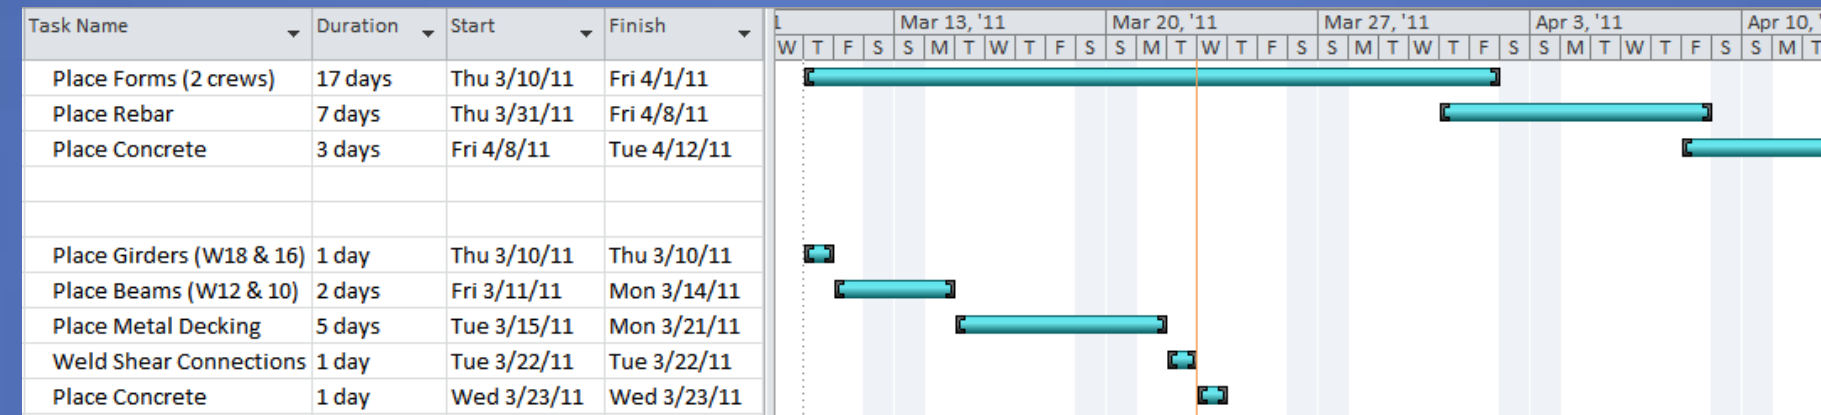 Task Name Duration Start Finish 1 Mar 13, '11 Mar 20, '11 Mar 27, '11 Apr 3, '11 Apr 10, '
W T F S S M T W T F S S M T W T F S S M T W T F S S M T W T F S S M T
Place Forms (2 crews) 17 days Thu 3/10/11 Fri 4/1/11
Place Rebar 7 days Thu 3/31/11 Fri 4/8/11
Place Concrete 3 days Fri 4/8/11 Tue 4/12/11
Place Girders (W18 & 16) 1 day Thu 3/10/11 Thu 3/10/11
Place Beams (W12 & 10) 2 days Fri 3/11/11 Mon 3/14/11
Place Metal Decking 5 days Tue 3/15/11 Mon 3/21/11
Weld Shear Connections 1 day Tue 3/22/11 Tue 3/22/11
Place Concrete 1 day Wed 3/23/11 Wed 3/23/11